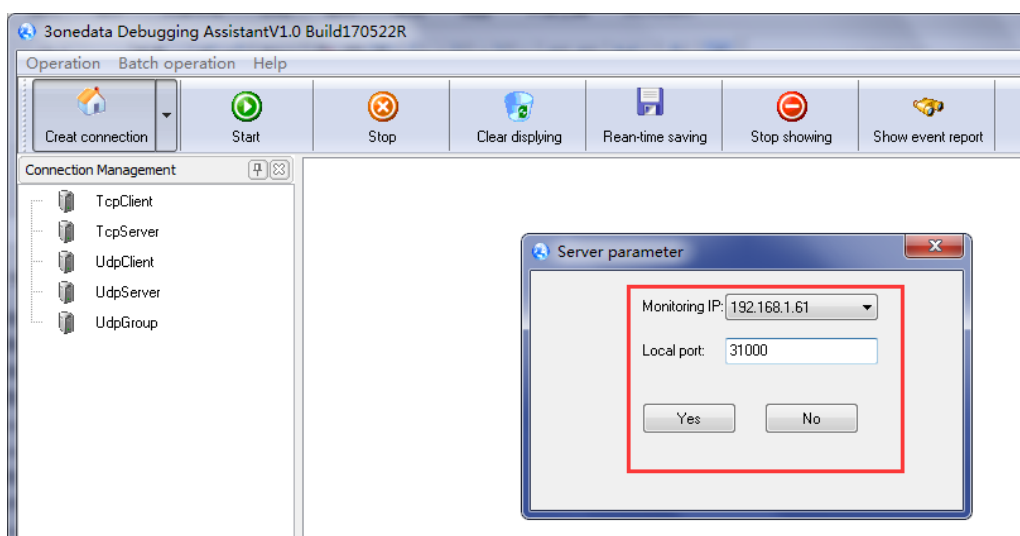 3onedata Debugging AssistantV1.0 Build170522R
Operation Batch operation Help
Creat connection Start Stop Clear displying Rean-time saving Stop showing Show event report
Connection Management
TcpClient
TcpServer
UdpClient
UdpServer
UdpGroup
Server parameter
Monitoring IP: 192.168.1.61
Local port: 31000
Yes No